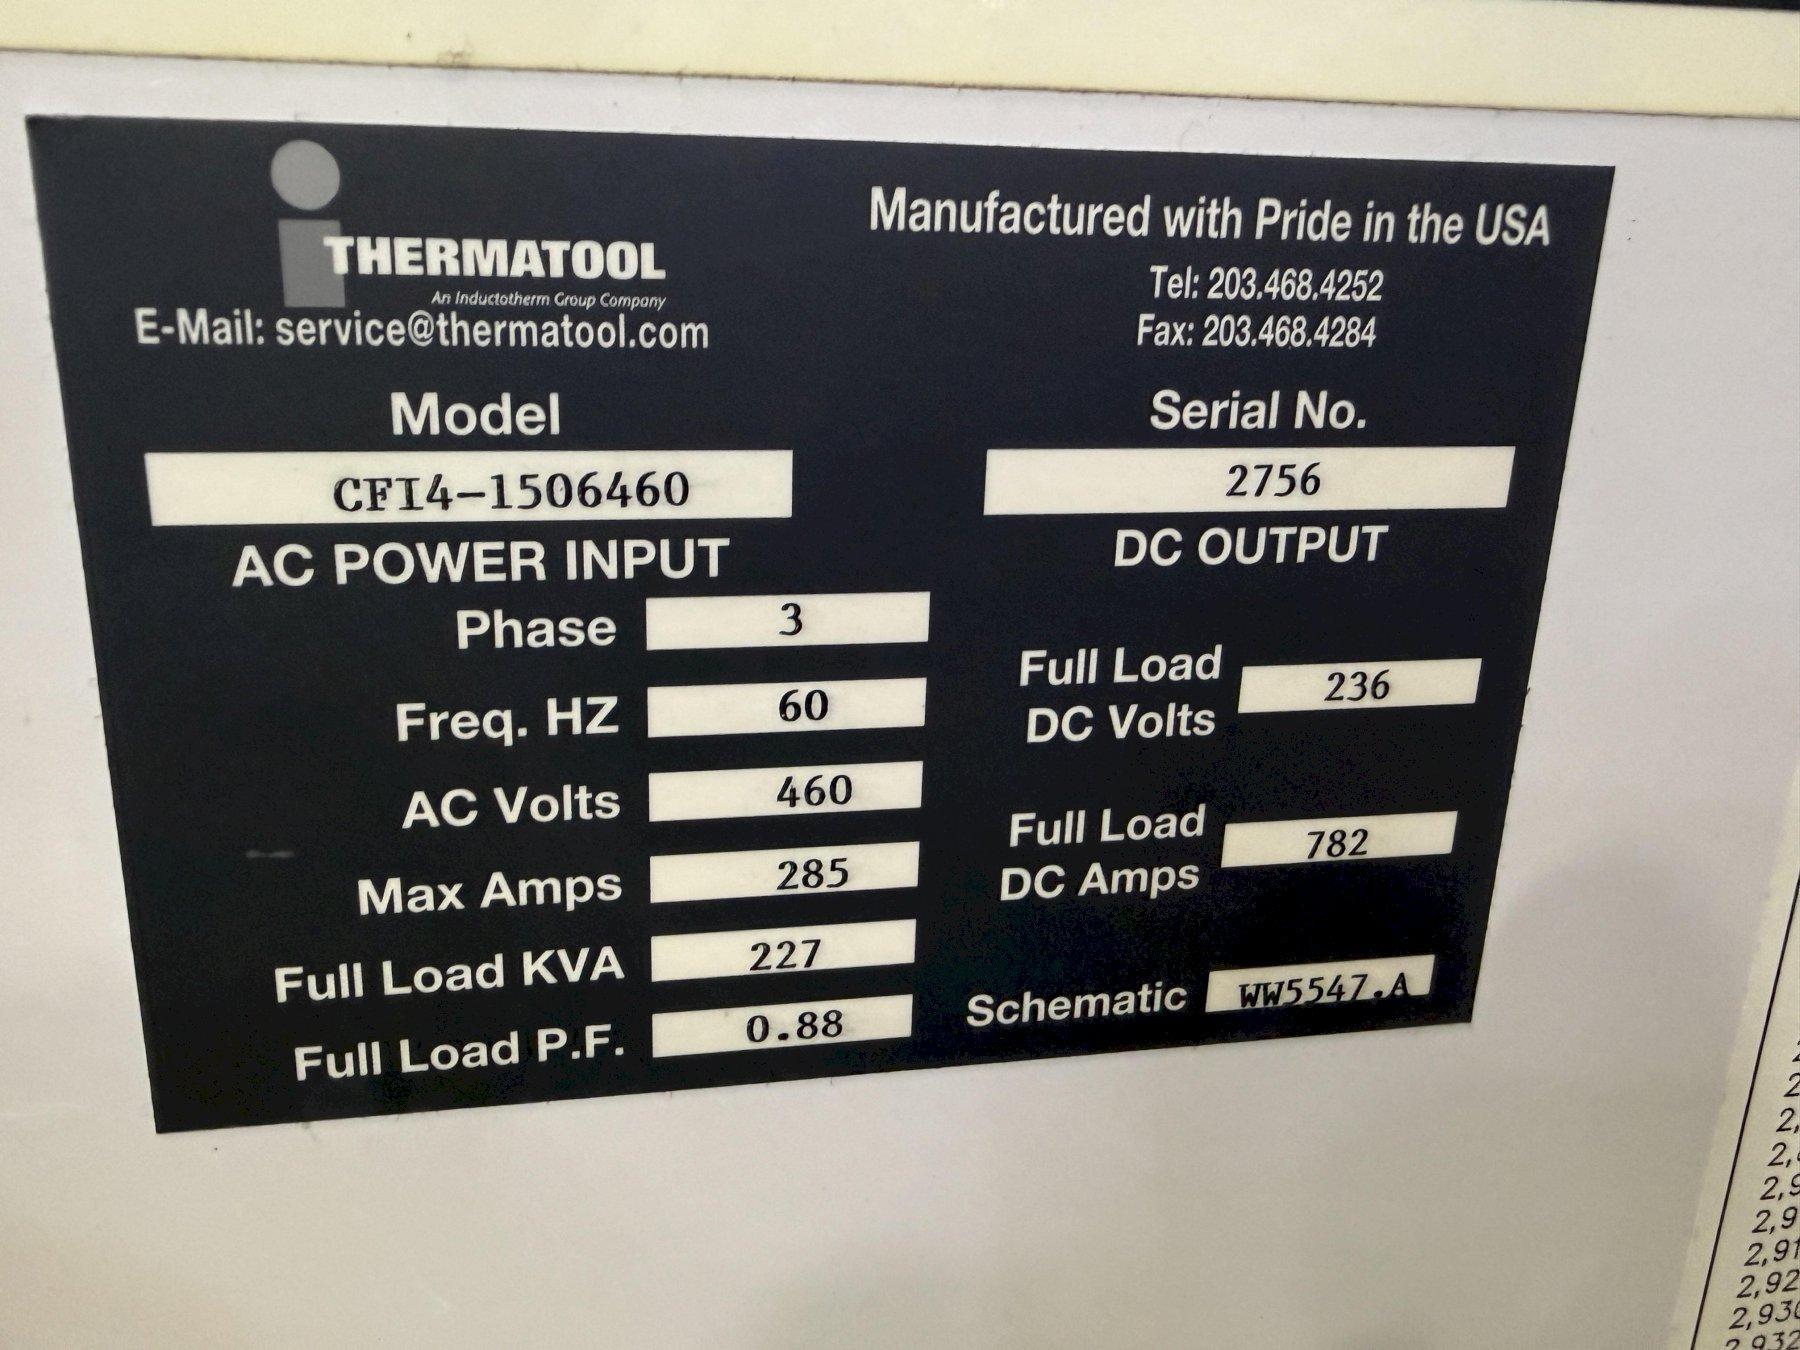 THERMATOOL
An Inductotherm Group Company
E-Mail: service@thermatool.com
Manufactured with Pride in the USA
Tel: 203.468.4252
Fax: 203.468.4284
Model
CFI4-1506460
Serial No.
2756
AC POWER INPUT
Phase 3
Freq. HZ 60
AC Volts 460
Max Amps 285
Full Load KVA 227
Full Load P.F. 0.88
DC OUTPUT
Full Load
DC Volts 236
Full Load
DC Amps 782
Schematic WW5547.A